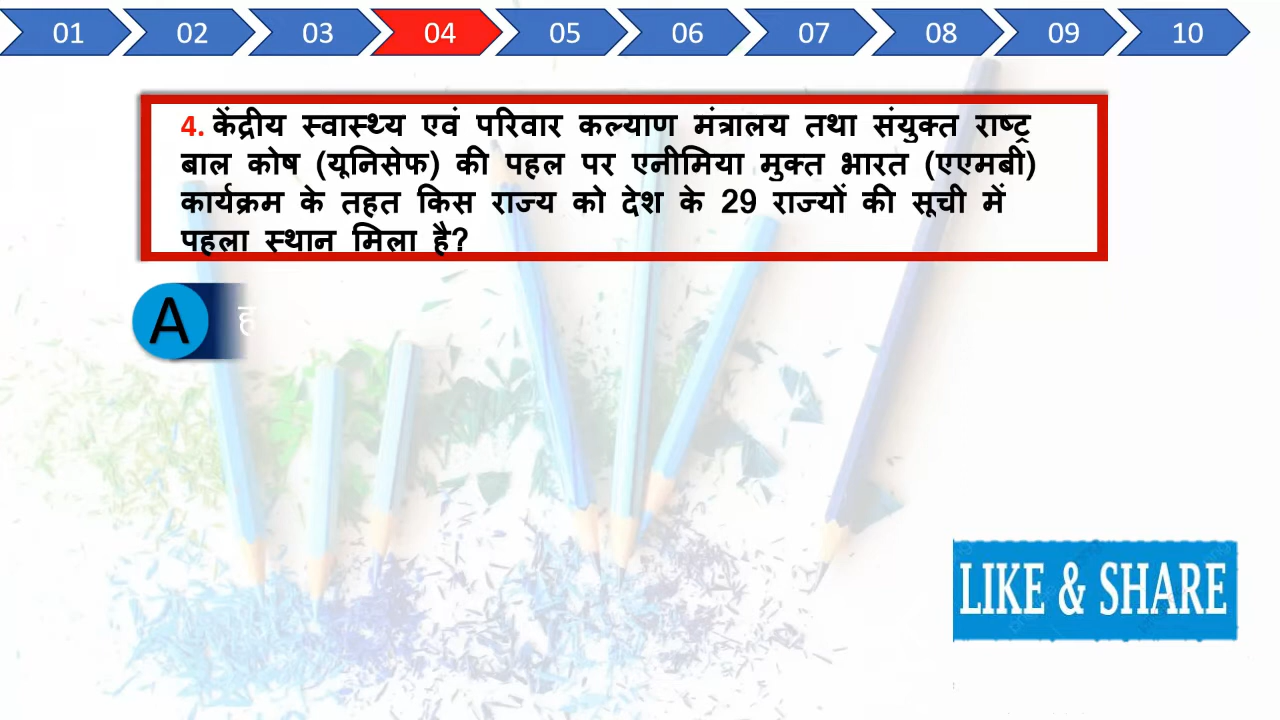 01 02 03 04 05 06 07 08 09 10
4. केंद्रीय स्वास्थ्य एवं परिवार कल्याण मंत्रालय तथा संयुक्त राष्ट्र
बाल कोष (यूनिसेफ) की पहल पर एनीमिया मुक्त भारत (एएमबी)
कार्यक्रम के तहत किस राज्य को देश के 29 राज्यों की सूची में
पहला स्थान मिला है?
A
LIKE & SHARE